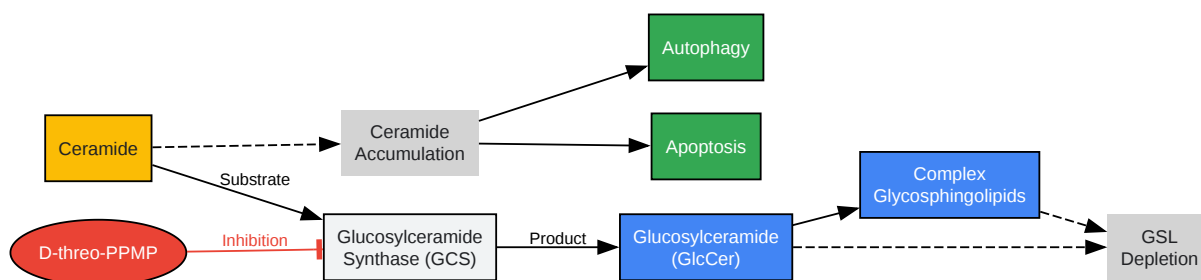 Autophagy
Ceramide
Ceramide
Accumulation
Apoptosis
Substrate
Complex
Glycosphingolipids
D-threo-PPMP
Inhibition
Glucosylceramide
Synthase (GCS)
Product
Glucosylceramide
(GlcCer)
GSL
Depletion